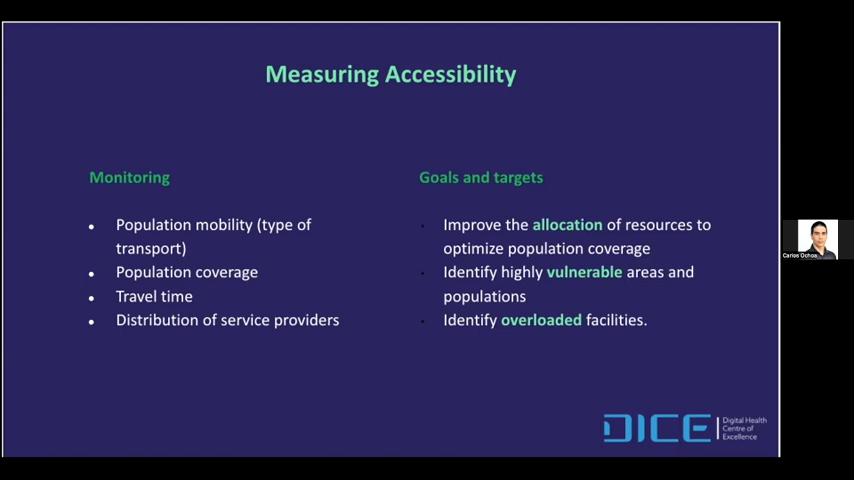 Measuring Accessibility
Monitoring
Population mobility (type of
transport)
Population coverage
Travel time
Distribution of service providers
Goals and targets
Improve the allocation of resources to
optimize population coverage
Identify highly vulnerable areas and
populations
Identify overloaded facilities.
DICE
Digital Health
Centre of
Excellence
Carlos Ochoa